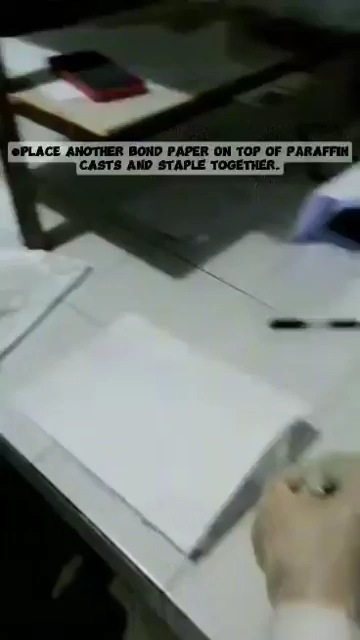 •PLACE ANOTHER BOND PAPER ON TOP OF PARAFFIN
CASTS AND STAPLE TOGETHER.